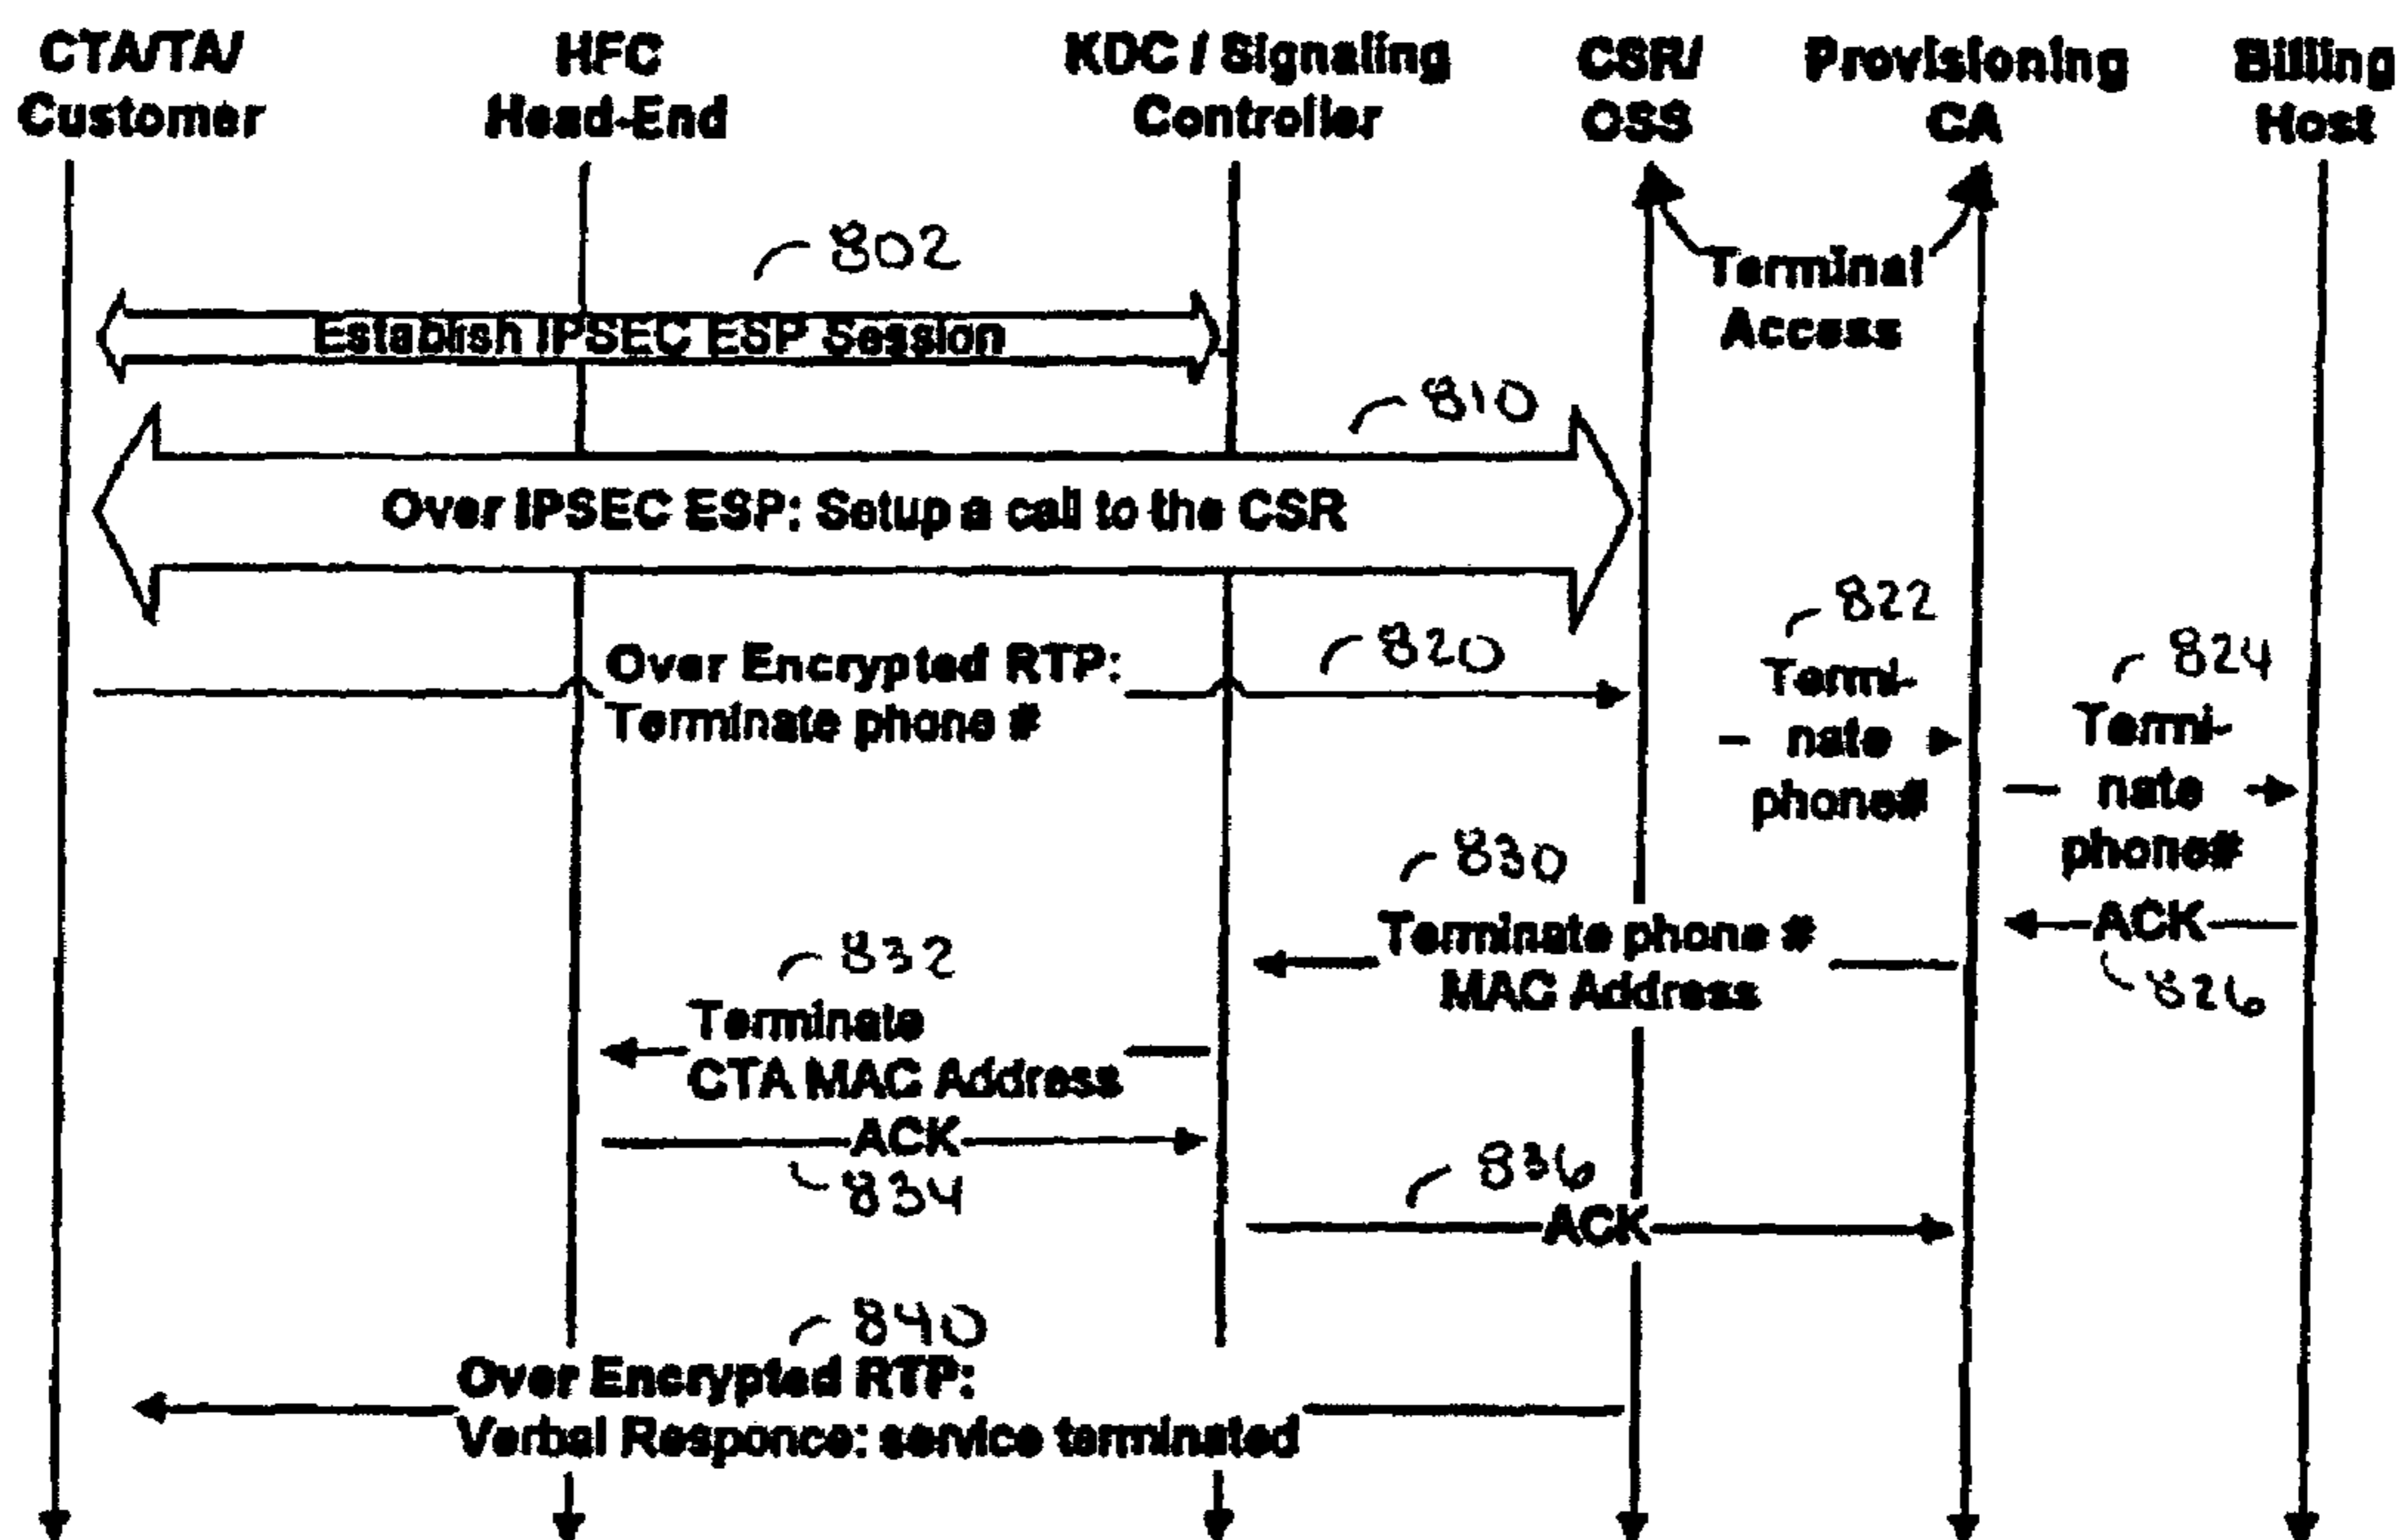 CTA/TA/
Customer
HFC
Head-End
KDC / Signaling
Controller
CSR/
OSS
Provisioning
CA
Billing
Host
Terminal
Access
802
Establish IPSEC ESP Session
810
Over IPSEC ESP: Setup a call to the CSR
820
Over Encrypted RTP:
Terminate phone #
822
Termi-
nate
phone#
824
Termi-
nate
phone#
ACK
826
830
Terminate phone #
MAC Address
832
Terminate
CTA MAC Address
ACK
834
836
ACK
840
Over Encrypted RTP:
Verbal Responce: service terminated